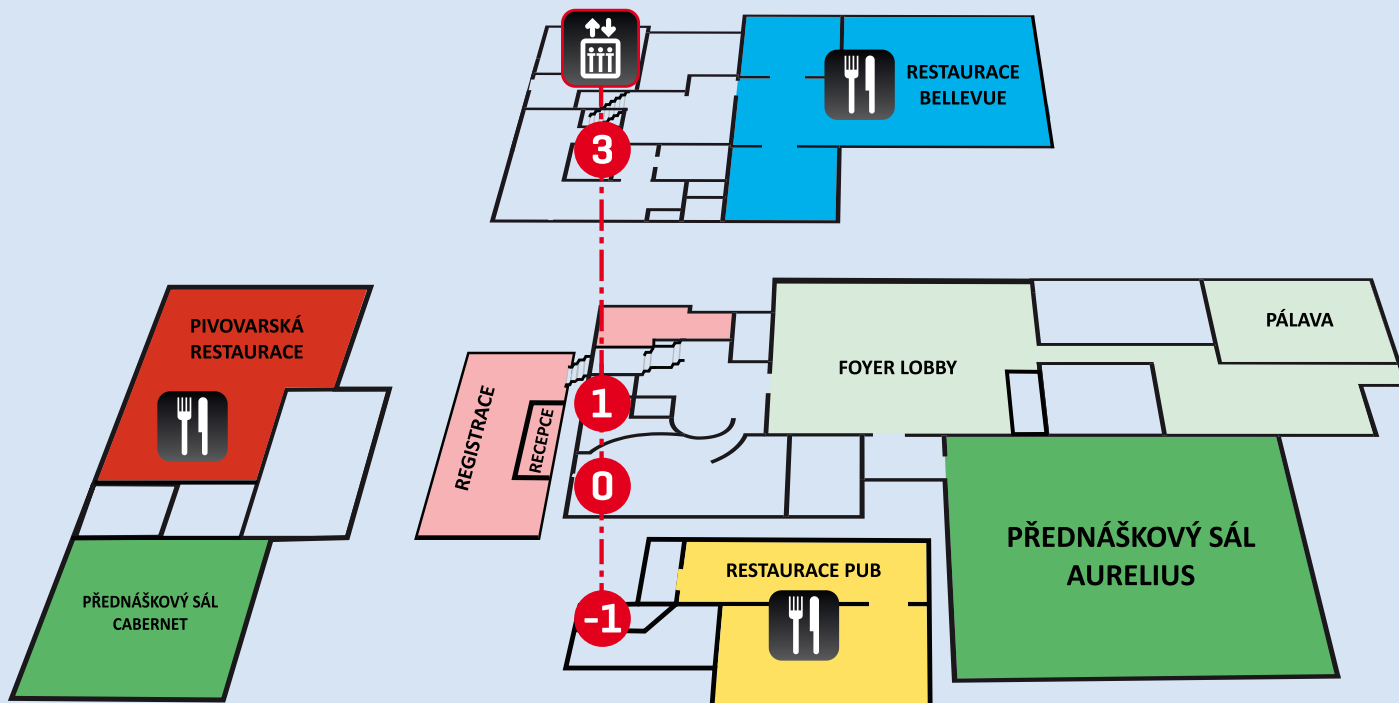 RESTAURACE
BELLEVUE
3
PIVOVARSKÁ
RESTAURACE
PÁLAVA
FOYER LOBBY
1
REGISTRACE
RECEPCE
0
PŘEDNÁŠKOVÝ SÁL
AURELIUS
RESTAURACE PUB
PŘEDNÁŠKOVÝ SÁL
CABERNET
-1